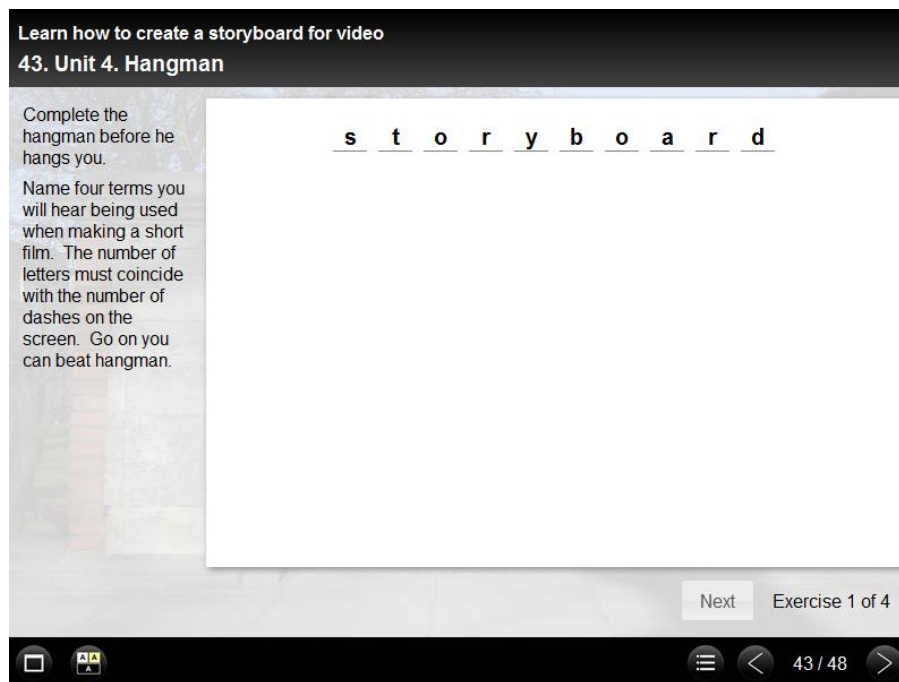 Learn how to create a storyboard for video
43. Unit 4. Hangman
Complete the
hangman before he
hangs you.
Name four terms you
will hear being used
when making a short
film.  The number of
letters must coincide
with the number of
dashes on the
screen.  Go on you
can beat hangman.
s t o r y b o a r d
Next
Exercise 1 of 4
A A
A
43 / 48